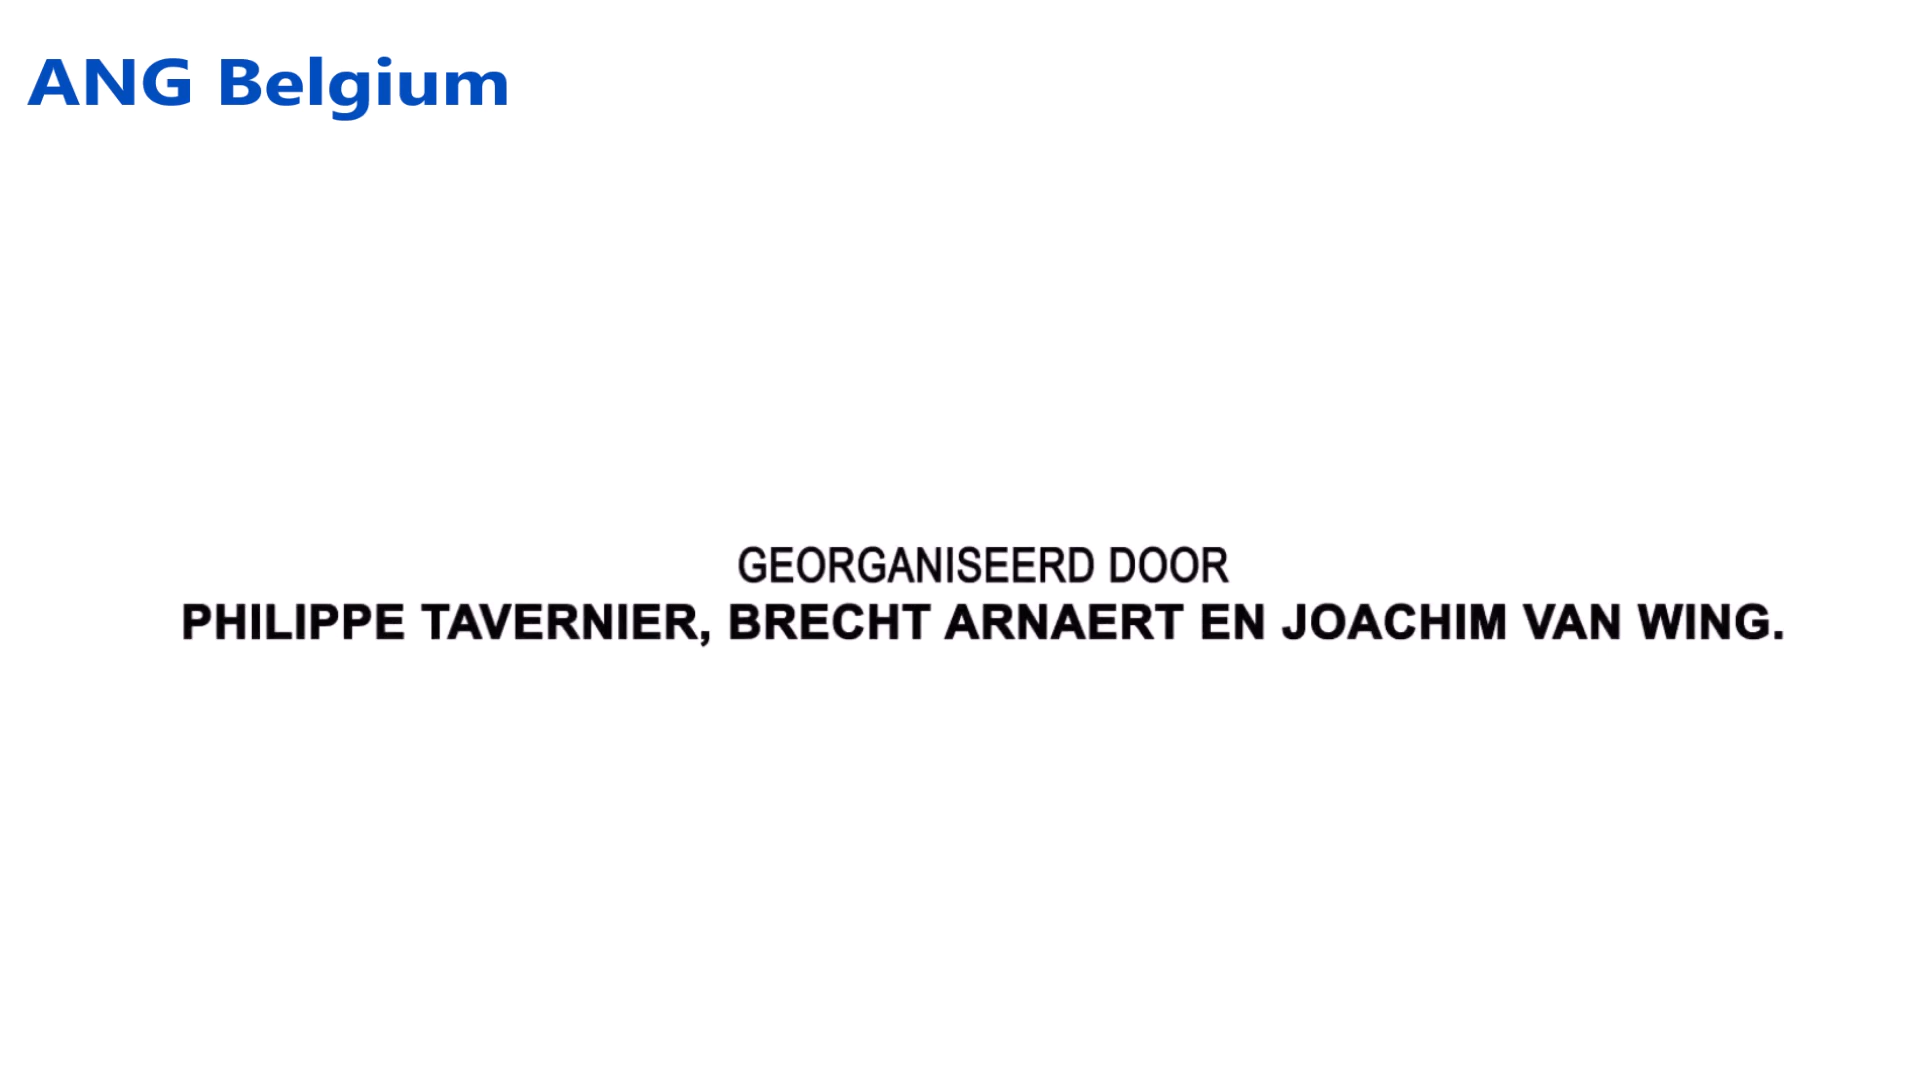 ANG Belgium
GEORGANISEERD DOOR
PHILIPPE TAVERNIER, BRECHT ARNAERT EN JOACHIM VAN WING.